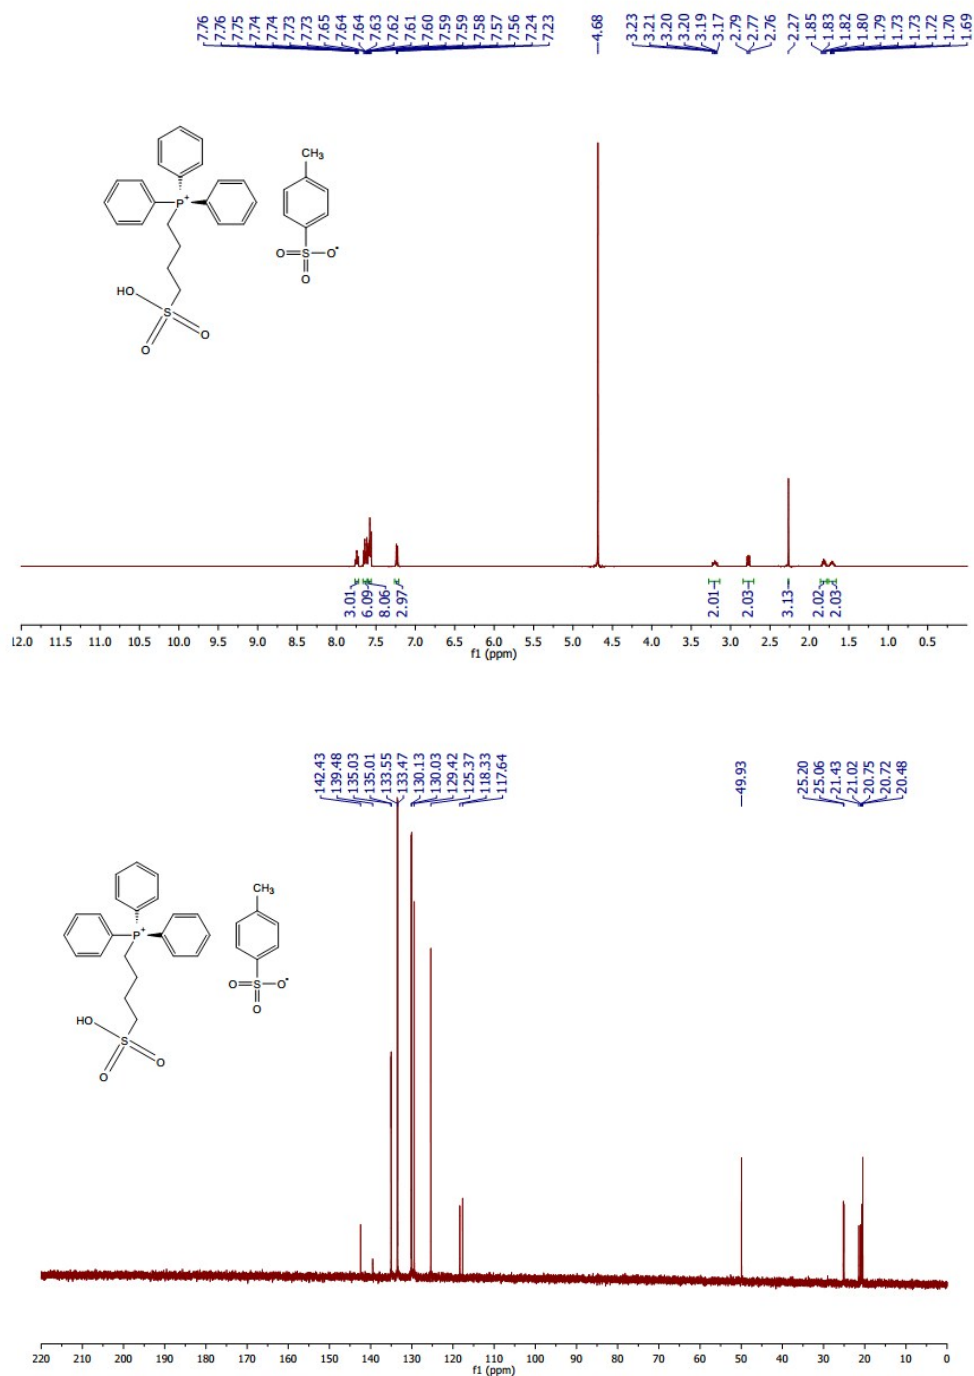 7.76 7.76 7.75 7.74 7.74 7.73 7.73 7.65 7.64 7.64 7.63 7.62 7.61 7.60 7.59 7.59 7.58 7.57 7.56 7.24 7.23 4.68 3.23 3.21 3.20 3.20 3.19 3.17 2.79 2.77 2.76 2.27 1.85 1.83 1.82 1.80 1.79 1.73 1.73 1.72 1.70 1.69
CH3
P+
O=S-O-
O
HO
S
O
O
3.01 6.09 8.06 2.97 2.01 2.03 3.13 2.02 2.03
12.0 11.5 11.0 10.5 10.0 9.5 9.0 8.5 8.0 7.5 7.0 6.5 6.0 5.5 5.0 4.5 4.0 3.5 3.0 2.5 2.0 1.5 1.0 0.5
f1 (ppm)
142.43 139.48 135.03 135.01 133.55 133.47 130.13 130.03 129.42 125.37 118.33 117.64 49.93 25.20 25.06 21.43 21.02 20.75 20.72 20.48
CH3
P+
O=S-O-
O
HO
S
O
O
220 210 200 190 180 170 160 150 140 130 120 110 100 90 80 70 60 50 40 30 20 10 0
f1 (ppm)